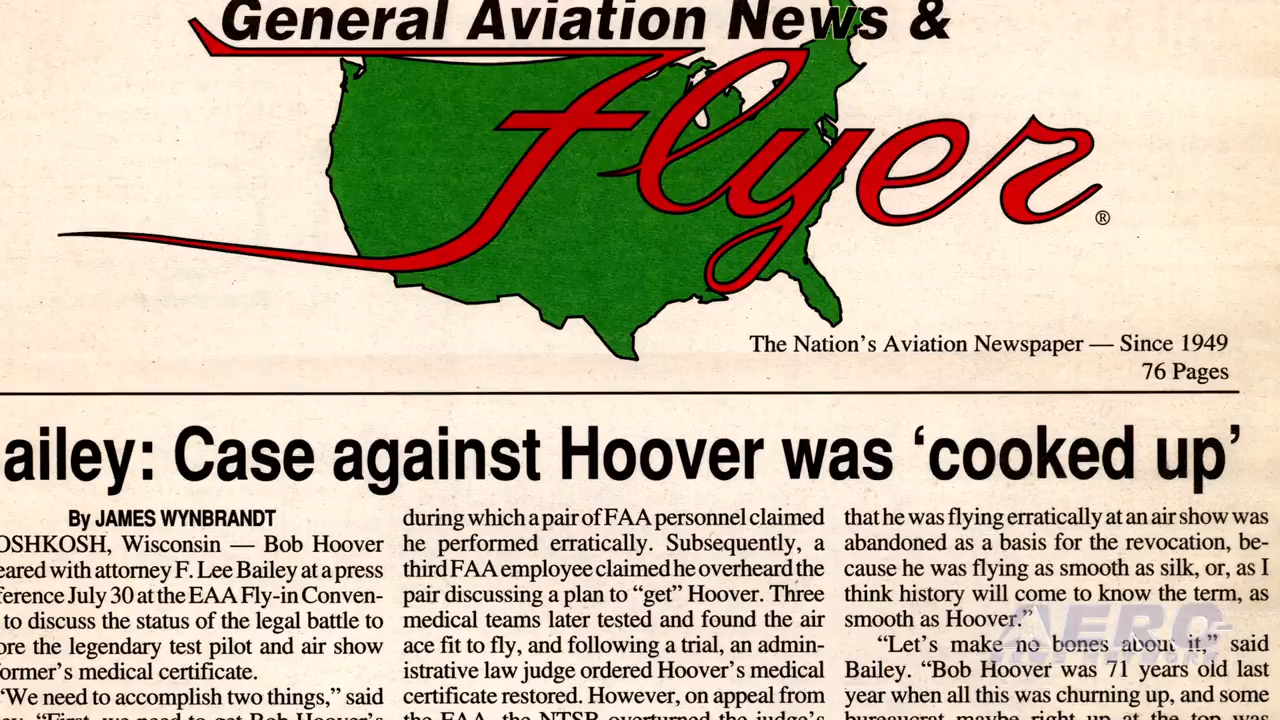 General Aviation News &
flyer®
The Nation's Aviation Newspaper — Since 1949
76 Pages
ailey: Case against Hoover was 'cooked up'
By JAMES WYNBRANDT
OSHKOSH, Wisconsin — Bob Hoover
eared with attorney F. Lee Bailey at a press
ference July 30 at the EAA Fly-in Conven-
to discuss the status of the legal battle to
ore the legendary test pilot and air show
former's medical certificate.
"We need to accomplish two things," said
ey. "First, we need to get Bob Hoover's
during which a pair of FAA personnel claimed
he performed erratically. Subsequently, a
third FAA employee claimed he overheard the
pair discussing a plan to "get" Hoover. Three
medical teams later tested and found the air
ace fit to fly, and following a trial, an admin-
istrative law judge ordered Hoover's medical
certificate restored. However, on appeal from
the FAA, the NTSB overturned the judge's
that he was flying erratically at an air show was
abandoned as a basis for the revocation, be-
cause he was flying as smooth as silk, or, as I
think history will come to know the term, as
smooth as Hoover."
"Let's make no bones about it," said
Bailey. "Bob Hoover was 71 years old last
year when all this was churning up, and some
bureaucrat maybe right up at the top was
AERO